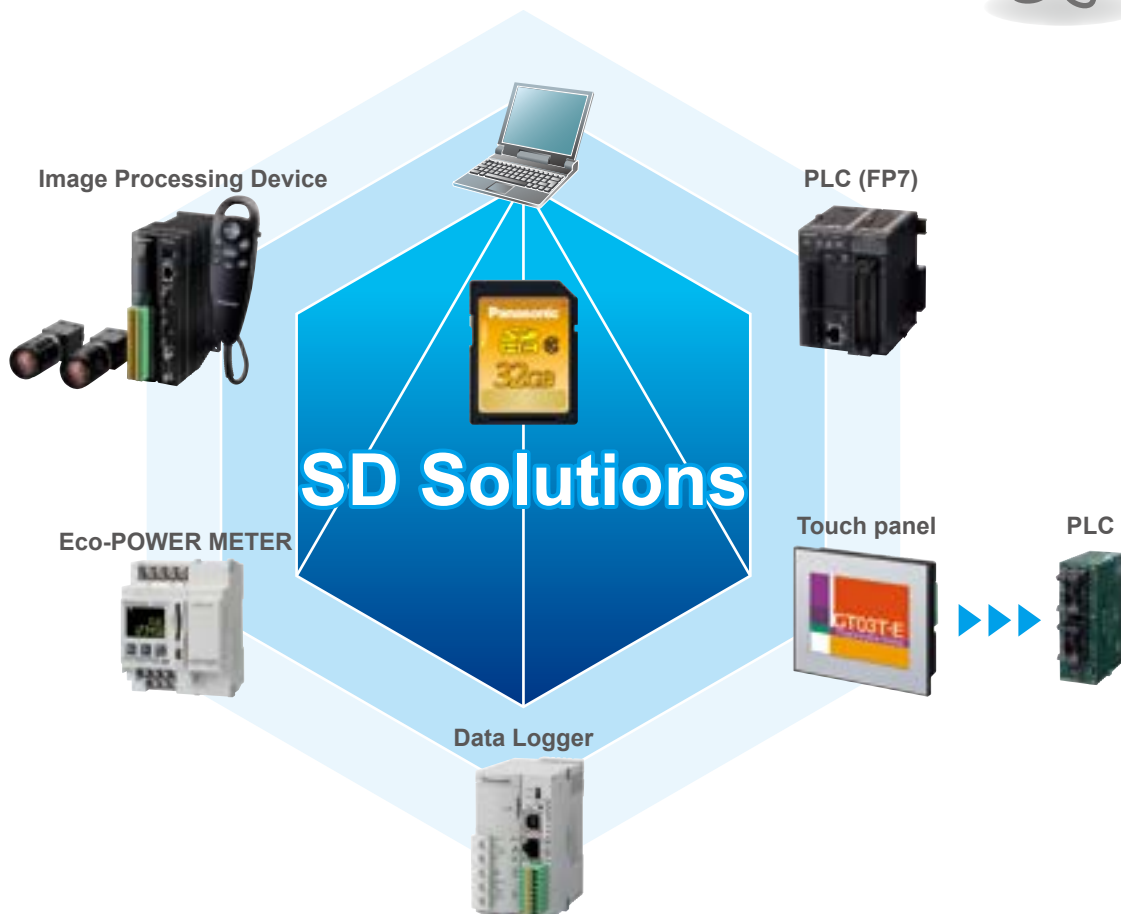 Image Processing Device
PLC (FP7)
Panasonic
32GB
SD Solutions
Eco-POWER METER
Touch panel
PLC
GT03T-E
Data Logger